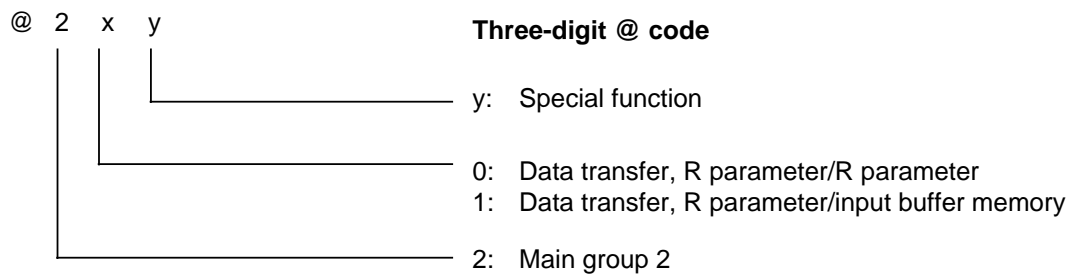 @ 2 x y
Three-digit @ code
y: Special function
0: Data transfer, R parameter/R parameter
1: Data transfer, R parameter/input buffer memory
2: Main group 2